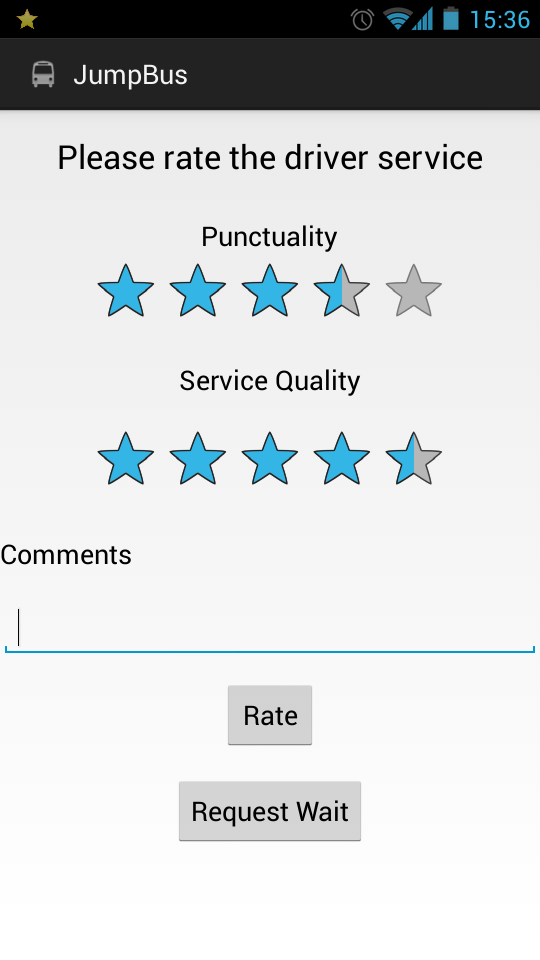 15:36
JumpBus
Please rate the driver service
Punctuality
Service Quality
Comments
Rate
Request Wait